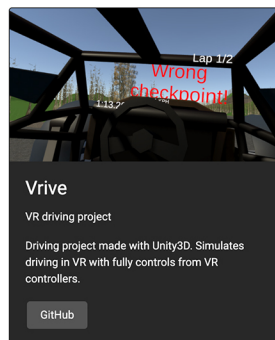 Lap 1/2
Wrong
checkpoint!
Vrive
VR driving project
Driving project made with Unity3D. Simulates
driving in VR with fully controls from VR
controllers.
GitHub